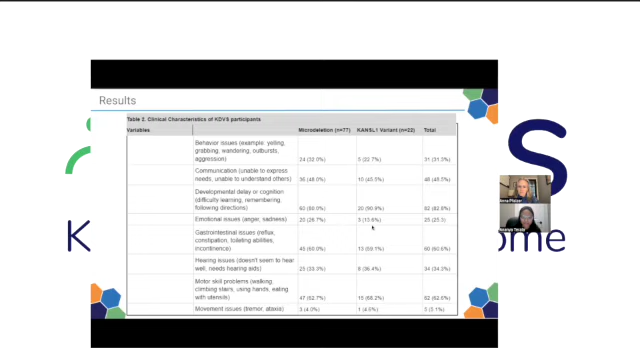 Results
Table 2. Clinical Characteristics of KDVS participants
Variables Microdeletion (n=77) KANSL1 Variant (n=22) Total
Behavior issues (example: yelling,
grabbing, wandering, outbursts,
aggression) 24 (32.0%) 5 (22.7%) 31 (31.3%)
Communication (unable to express
needs, unable to understand others) 36 (48.0%) 10 (45.5%) 48 (48.5%)
Developmental delay or cognition
(difficulty learning, remembering,
following directions) 60 (80.0%) 20 (90.9%) 82 (82.8%)
Emotional issues (anger, sadness) 20 (26.7%) 3 (13.6%) 25 (25.3)
Gastrointestinal issues (reflux,
constipation, toileting abilities,
incontinence) 45 (60.0%) 13 (59.1%) 60 (60.6%)
Hearing issues (doesn't seem to hear
well; needs hearing aids) 25 (33.3%) 8 (36.4%) 34 (34.3%)
Motor skill problems (walking,
climbing stairs, using hands, eating
with utensils) 47 (62.7%) 15 (68.2%) 62 (62.6%)
Movement issues (tremor, ataxia) 3 (4.0%) 1 (4.6%) 5 (5.1%)
S
K ome